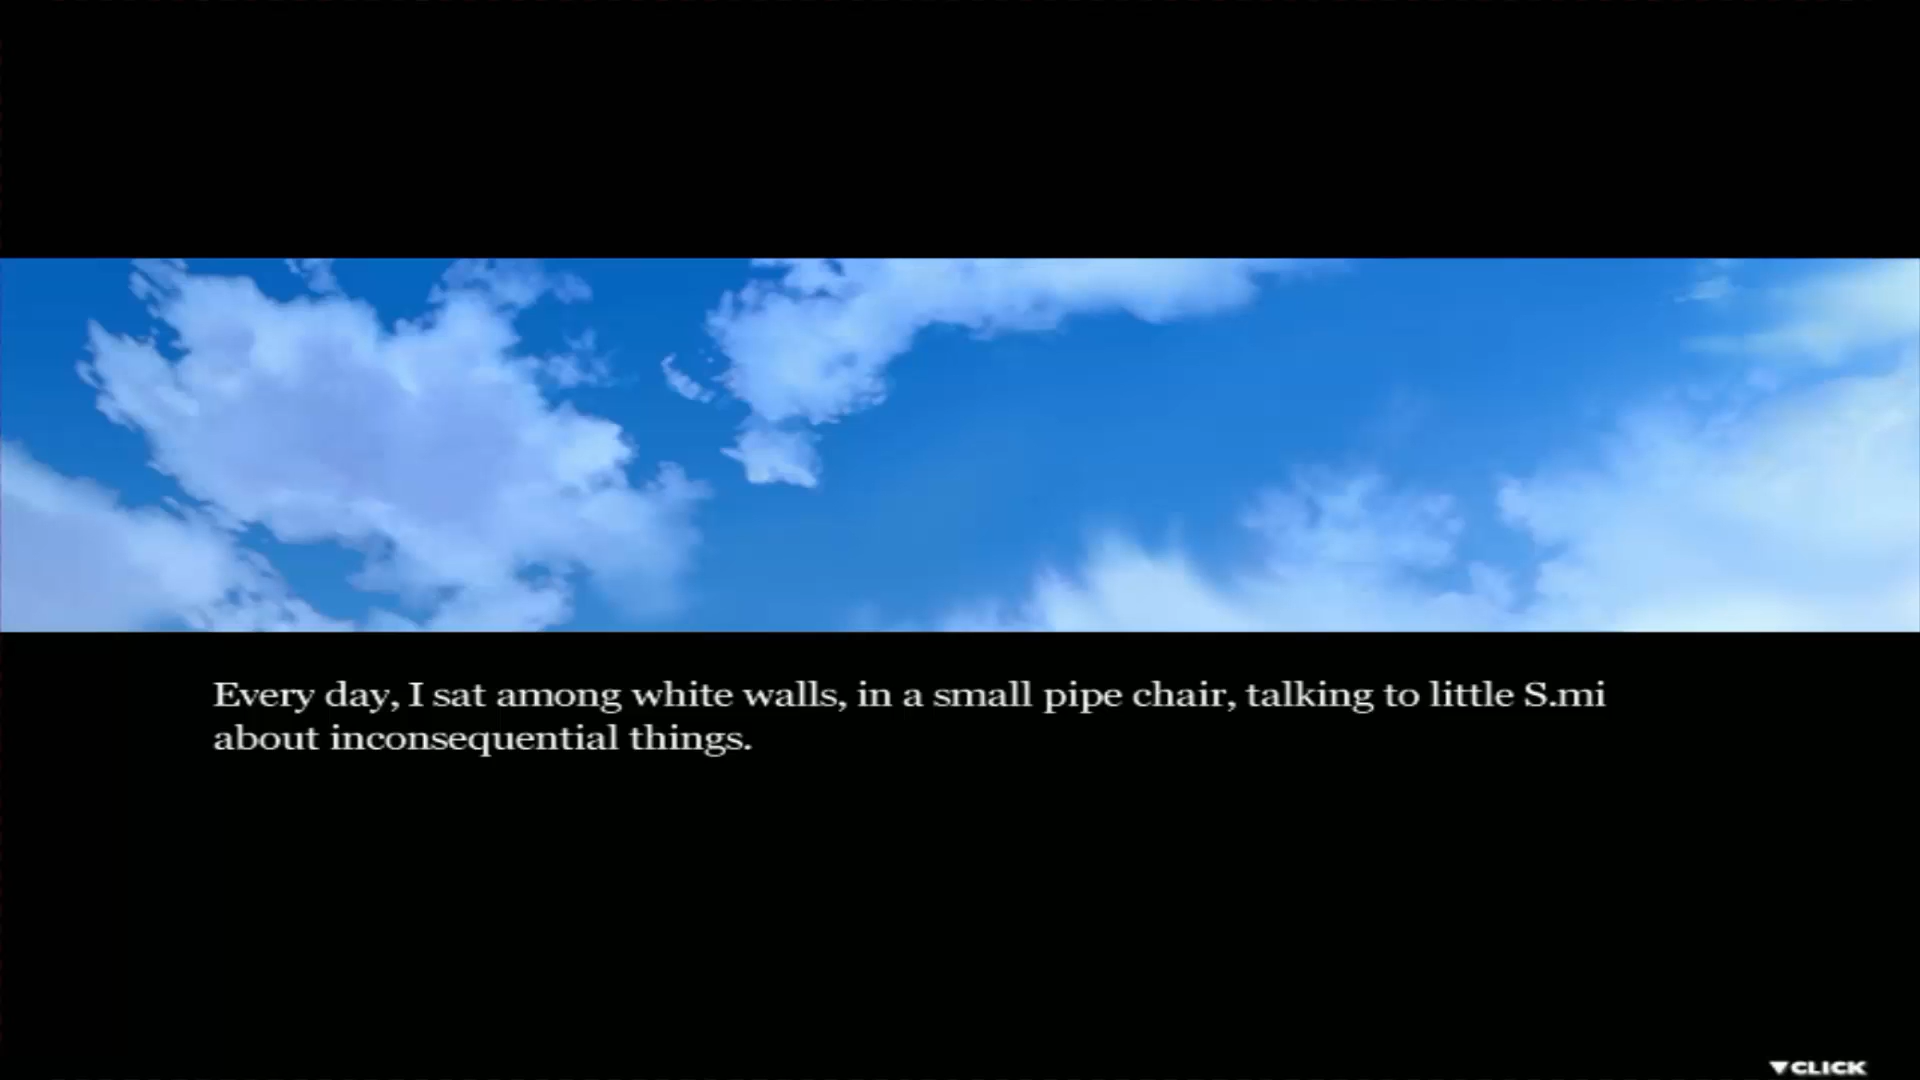 Every day, I sat among white walls, in a small pipe chair, talking to little S.mi
about inconsequential things.
▼CLICK